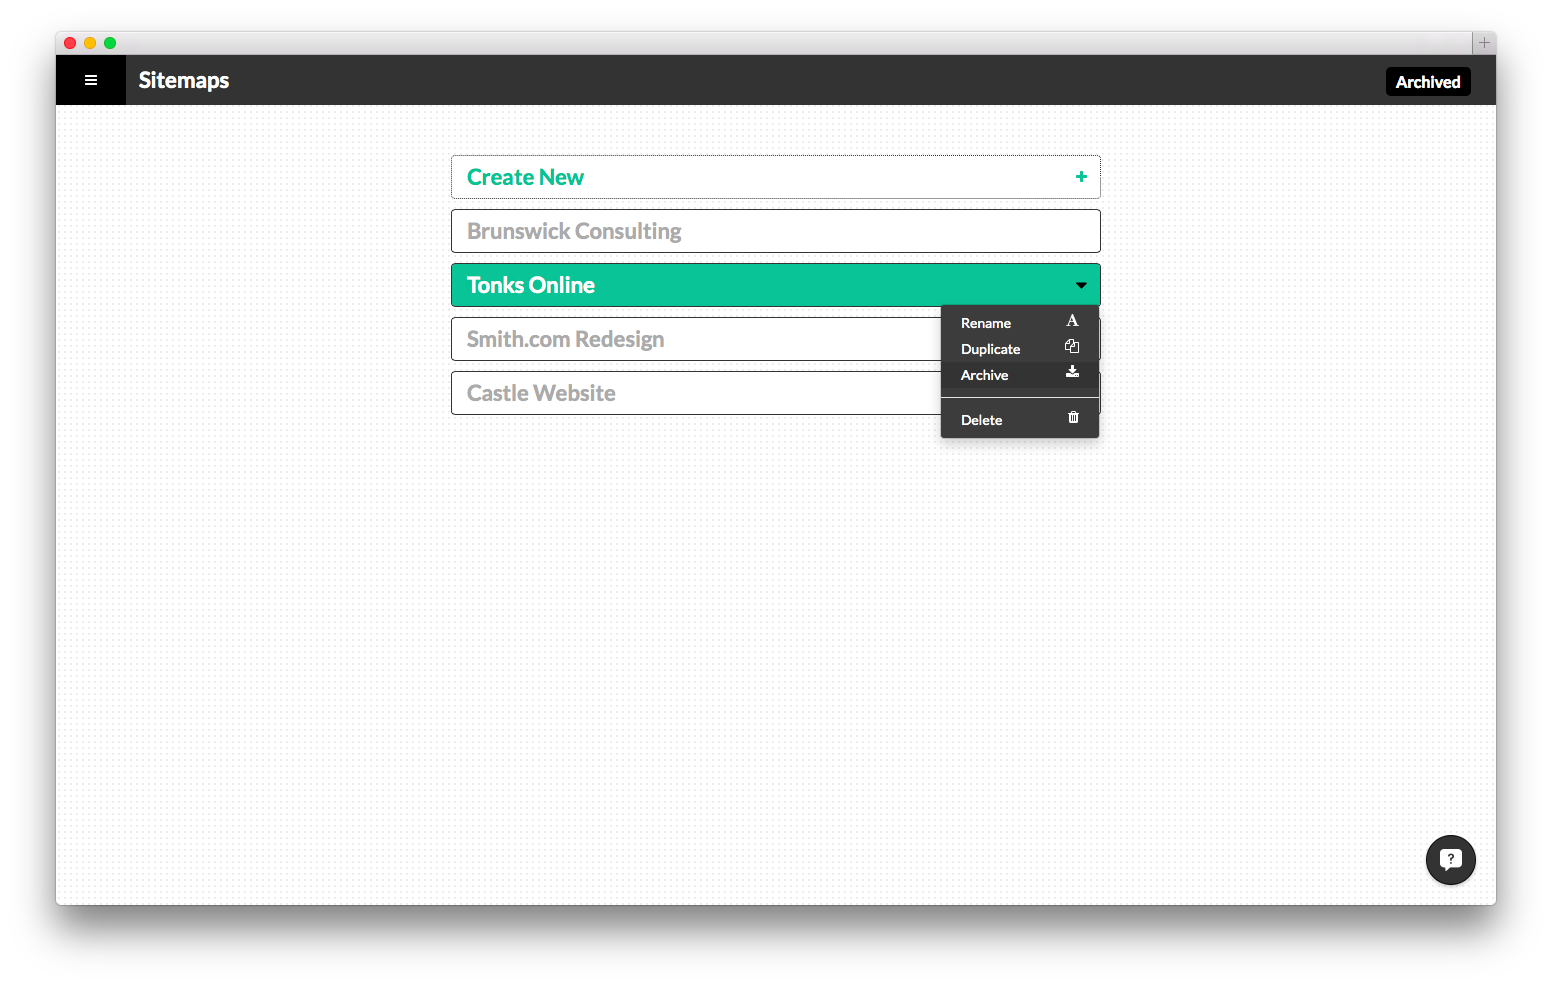 Sitemaps
Archived
Create New
Brunswick Consulting
Tonks Online
Smith.com Redesign
Castle Website
Rename
Duplicate
Archive
Delete